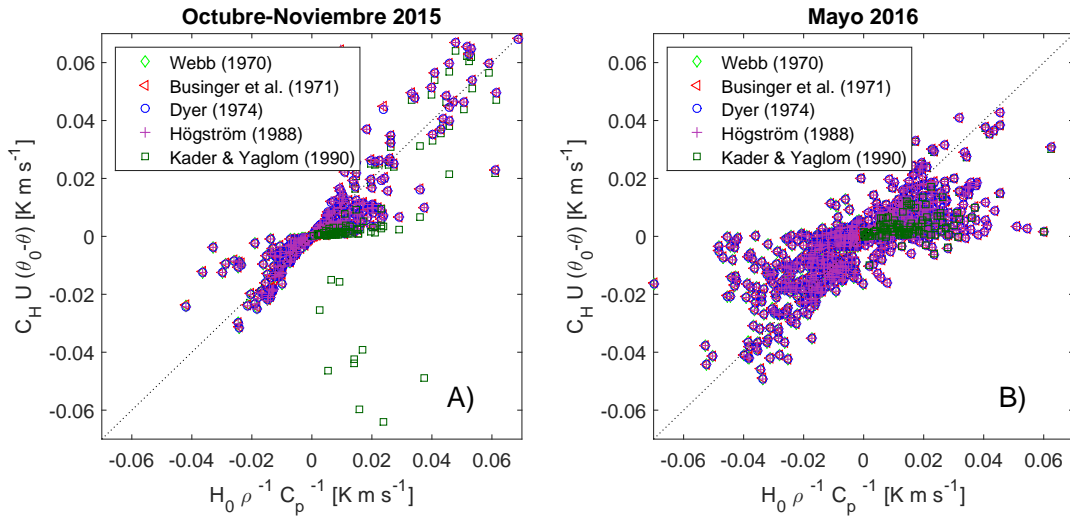 Octubre-Noviembre 2015
0.06
0.04
0.02
0
-0.02
-0.04
-0.06
C_H U (θ_0-θ) [K m s^-1]
Webb (1970)
Businger et al. (1971)
Dyer (1974)
Högström (1988)
Kader & Yaglom (1990)
A)
-0.06 -0.04 -0.02 0 0.02 0.04 0.06
H_0 ρ^-1 C_p^-1 [K m s^-1]
Mayo 2016
0.06
0.04
0.02
0
-0.02
-0.04
-0.06
C_H U (θ_0-θ) [K m s^-1]
Webb (1970)
Businger et al. (1971)
Dyer (1974)
Högström (1988)
Kader & Yaglom (1990)
B)
-0.06 -0.04 -0.02 0 0.02 0.04 0.06
H_0 ρ^-1 C_p^-1 [K m s^-1]